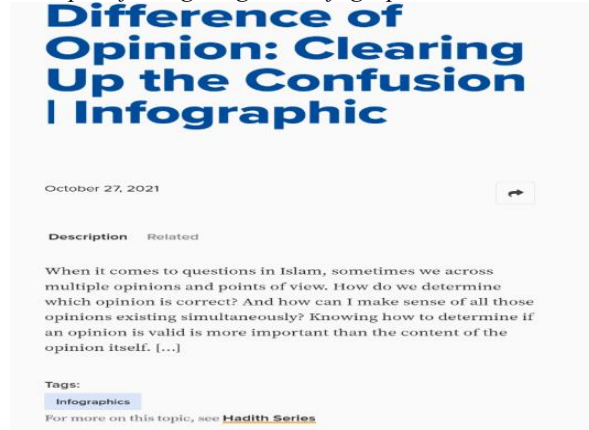 Difference of
Opinion: Clearing
Up the Confusion
| Infographic
October 27, 2021
Description Related
When it comes to questions in Islam, sometimes we across
multiple opinions and points of view. How do we determine
which opinion is correct? And how can I make sense of all those
opinions existing simultaneously? Knowing how to determine if
an opinion is valid is more important than the content of the
opinion itself. [...]
Tags:
Infographics
For more on this topic, see Hadith Series